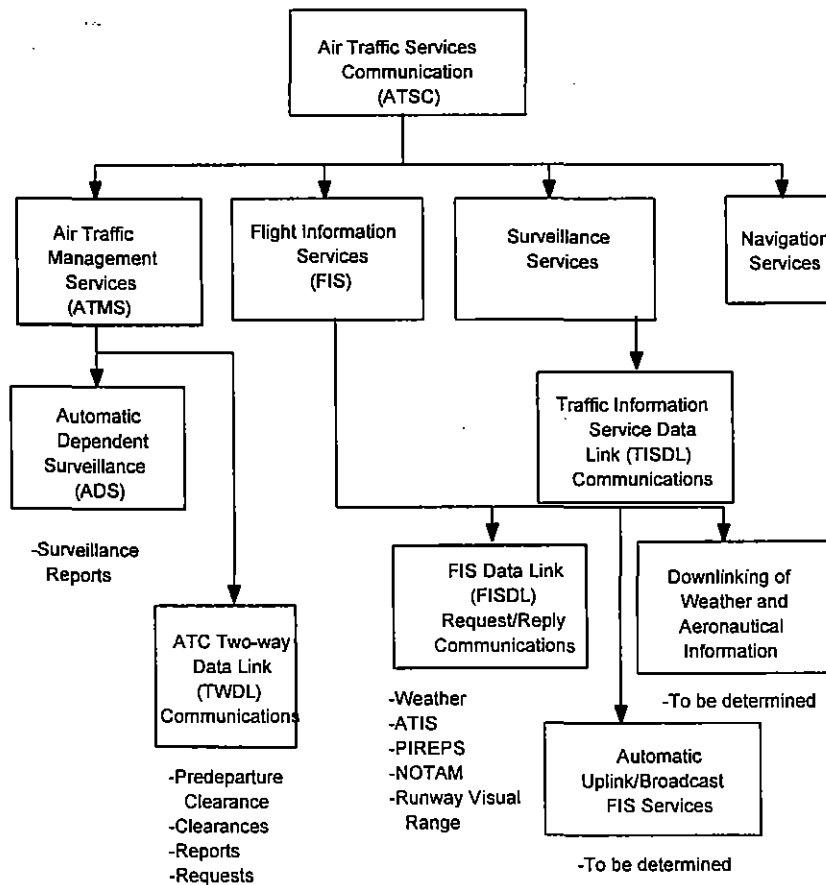 Air Traffic Services
Communication
(ATSC)
Air Traffic
Management
Services
(ATMS)
Flight Information
Services
(FIS)
Surveillance
Services
Navigation
Services
Automatic
Dependent
Surveillance
(ADS)
-Surveillance
Reports
Traffic Information
Service Data
Link (TISDL)
Communications
ATC Two-way
Data Link
(TWDL)
Communications
-Predeparture
Clearance
-Clearances
-Reports
-Requests
FIS Data Link
(FISDL)
Request/Reply
Communications
-Weather
-ATIS
-PIREPS
-NOTAM
-Runway Visual
Range
Downlinking of
Weather and
Aeronautical
Information
-To be determined
Automatic
Uplink/Broadcast
FIS Services
-To be determined